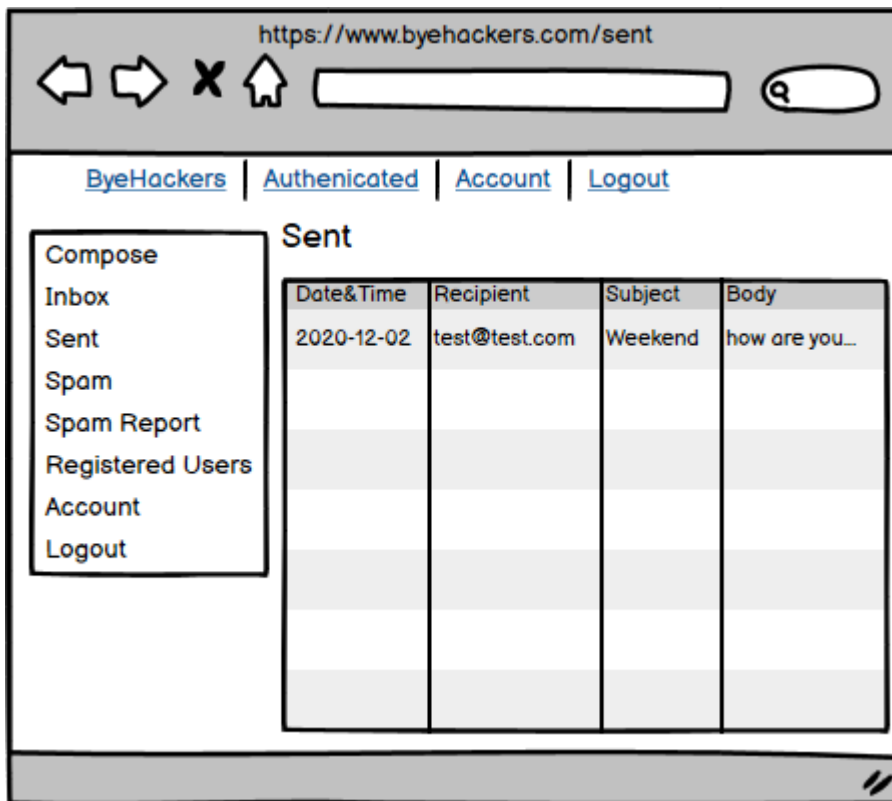 https://www.byehackers.com/sent
ByeHackers Authenicated Account Logout
Sent
Compose
Inbox
Sent
Spam
Spam Report
Registered Users
Account
Logout
Date&Time Recipient Subject Body
2020-12-02 test@test.com Weekend how are you...